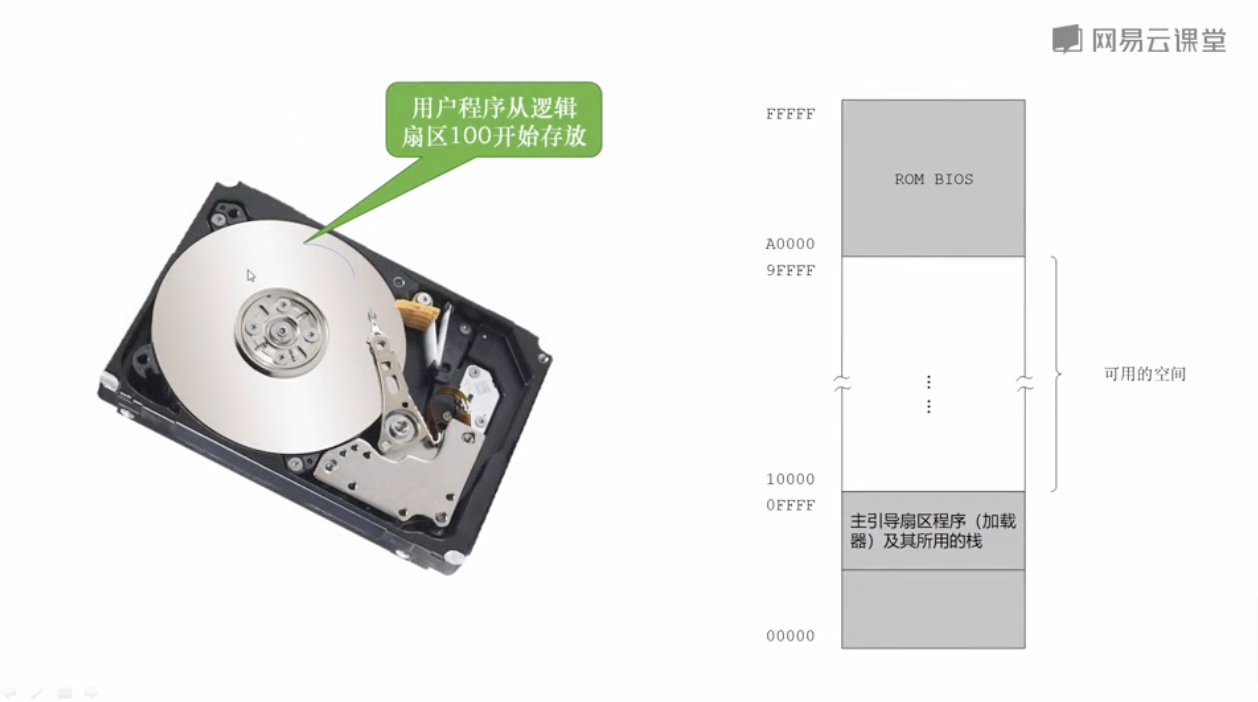 网易云课堂
用户程序从逻辑
扇区100开始存放
FFFFF
ROM BIOS
A0000
9FFFF
可用的空间
10000
0FFFF
主引导扇区程序（加载
器）及其所用的栈
00000